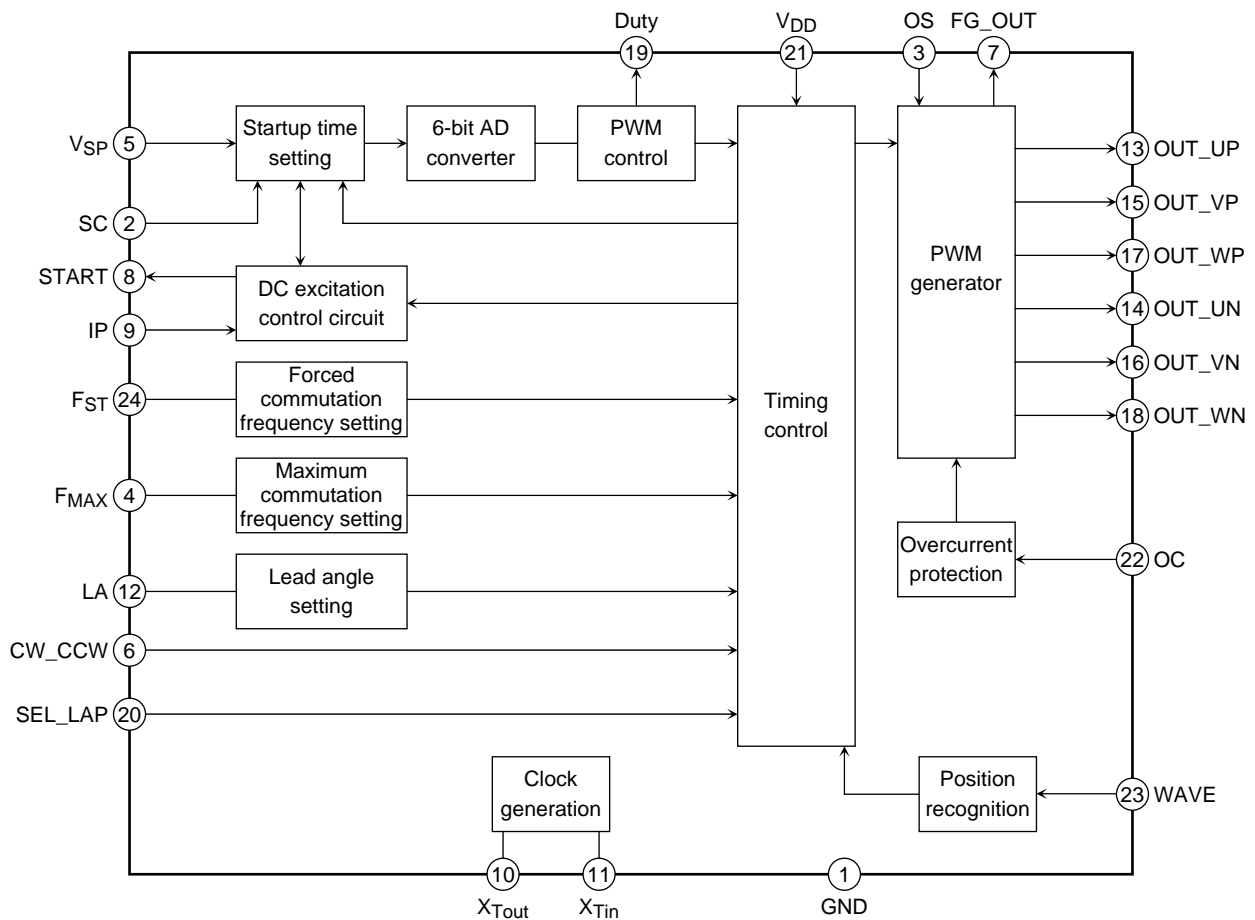 Duty
VDD
OS
FG_OUT
19
21
3
7
VSP
5
Startup time
setting
6-bit AD
converter
PWM
control
13
OUT_UP
15
OUT_VP
SC
2
START
8
DC excitation
control circuit
PWM
generator
17
OUT_WP
14
OUT_UN
IP
9
16
OUT_VN
FST
24
Forced
commutation
frequency setting
Timing
control
18
OUT_WN
FMAX
4
Maximum
commutation
frequency setting
Overcurrent
protection
22
OC
LA
12
Lead angle
setting
CW_CCW
6
SEL_LAP
20
Clock
generation
Position
recognition
23
WAVE
10
11
1
XTout
XTin
GND